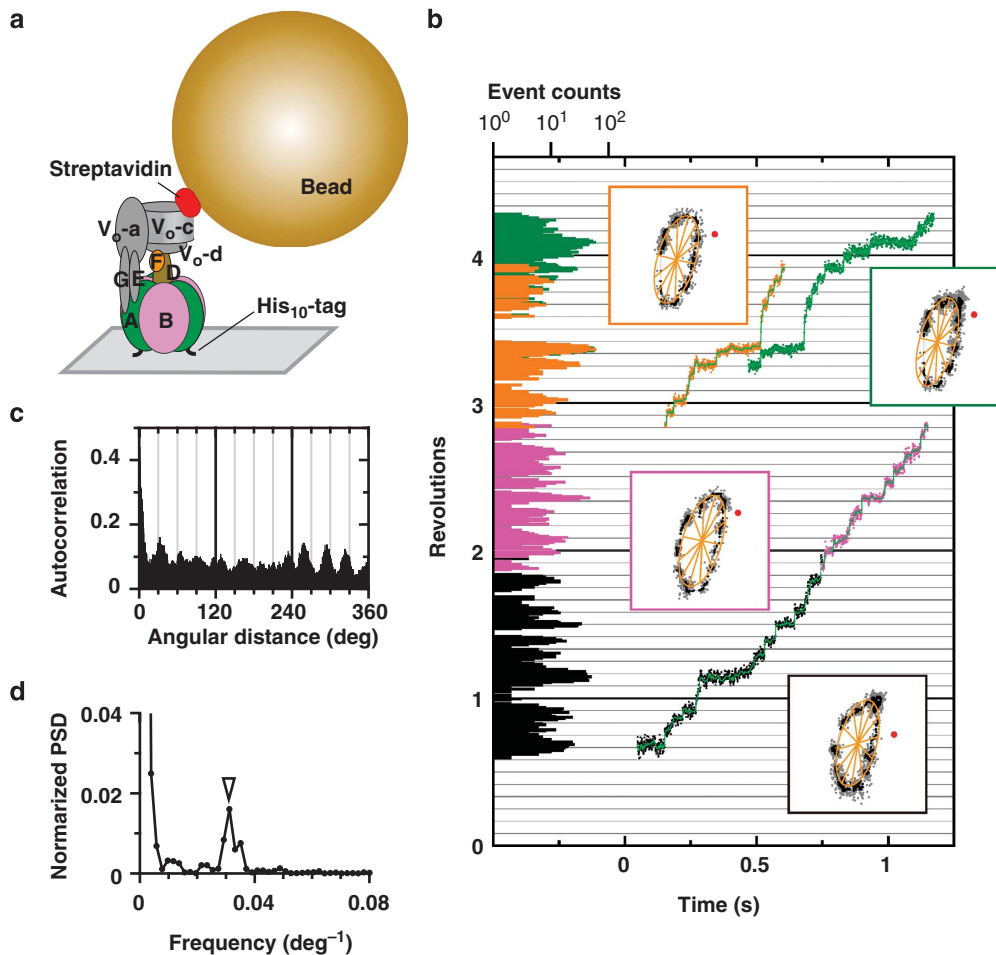 a
Streptavidin
Bead
Vo-a
Vo-c
Vo-d
F
D
G
E
A
B
His10-tag
b
Event counts
10^0 10^1 10^2
4
3
2
1
0
Revolutions
0 0.5 1
Time (s)
c
0.4
0.2
0
Autocorrelation
0 120 240 360
Angular distance (deg)
d
0.04
0.02
0
Normarized PSD
0 0.04 0.08
Frequency (deg−1)